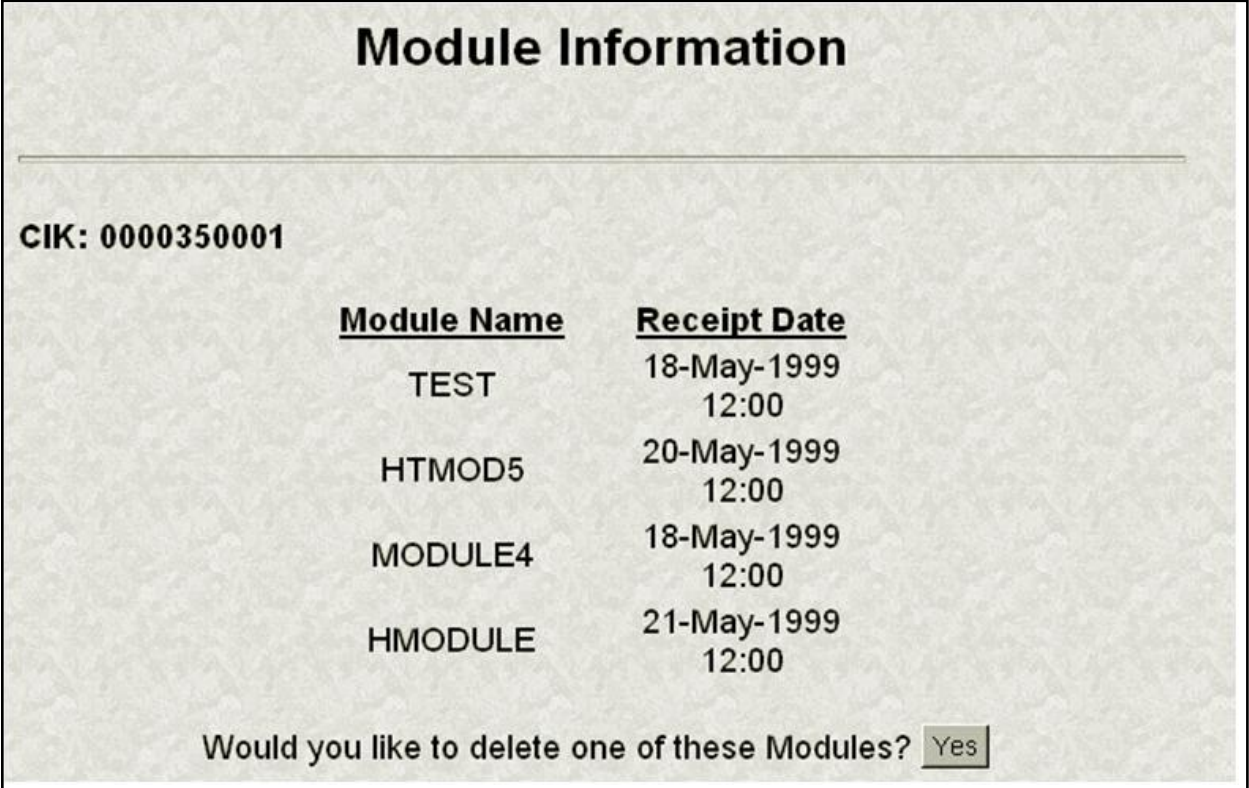 Module Information
CIK: 0000350001
Module Name Receipt Date
TEST 18-May-1999
12:00
HTMOD5 20-May-1999
12:00
MODULE4 18-May-1999
12:00
HMODULE 21-May-1999
12:00
Would you like to delete one of these Modules? Yes